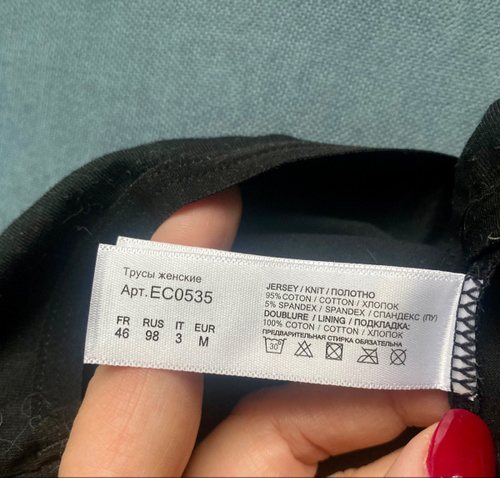 Трусы женские
Арт. EC0535
FR RUS IT EUR
46 98 3 M
JERSEY / KNIT / ПОЛОТНО
95% COTON / COTTON / ХЛОПОК
5% SPANDEX / SPANDEX / СПАНДЕКС (ПУ)
DOUBLURE / LINING / ПОДКЛАДКА:
100% COTON / COTTON / ХЛОПОК
ПРЕДВАРИТЕЛЬНАЯ СТИРКА ОБЯЗАТЕЛЬНА
30